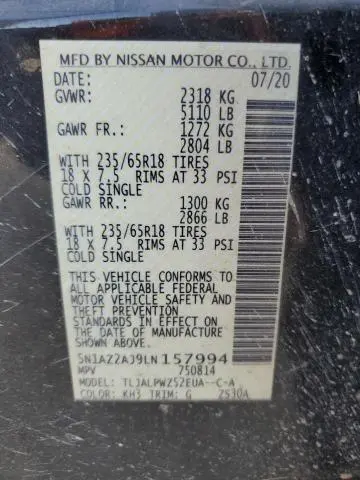 MFD BY NISSAN MOTOR CO., LTD.
DATE: 07/20
GVWR: 2318 KG
5110 LB
GAWR FR.: 1272 KG
2804 LB
WITH 235/65R18 TIRES
18 X 7.5 RIMS AT 33 PSI
COLD SINGLE
GAWR RR.: 1300 KG
2866 LB
WITH 235/65R18 TIRES
18 X 7.5 RIMS AT 33 PSI
COLD SINGLE
THIS VEHICLE CONFORMS TO
ALL APPLICABLE FEDERAL
MOTOR VEHICLE SAFETY
AND THEFT PREVENTION
STANDARDS IN EFFECT ON
THE DATE OF MANUFACTURE
SHOWN ABOVE.
5N1AZ2AJ9LN157994
MPV 750814
MODEL: TLJALPWZ52EUA--C-A
COLOR: KH3 TRIM: G 2530A